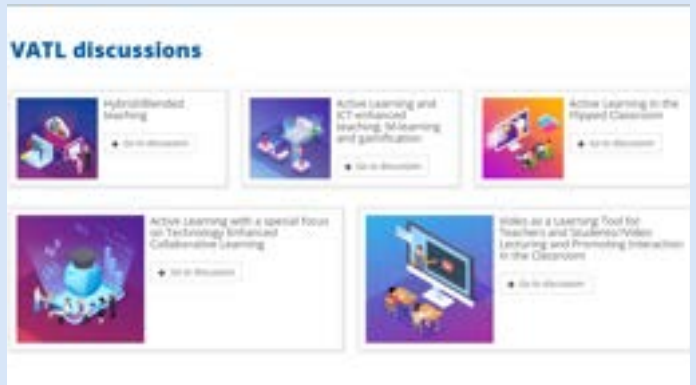 VATL discussions
Hybrid/Blended
teaching
Go to discussion
Active Learning and
ICT-enhanced
teaching, M-learning
and gamification
Go to discussion
Active Learning in the
Flipped Classroom
Go to discussion
Active Learning with a special focus
on Technology Enhanced
Collaborative Learning
Go to discussion
Video as a Learning Tool for
Teachers and Students/Video
Lecturing and Promoting Interaction
in the Classroom
Go to discussion